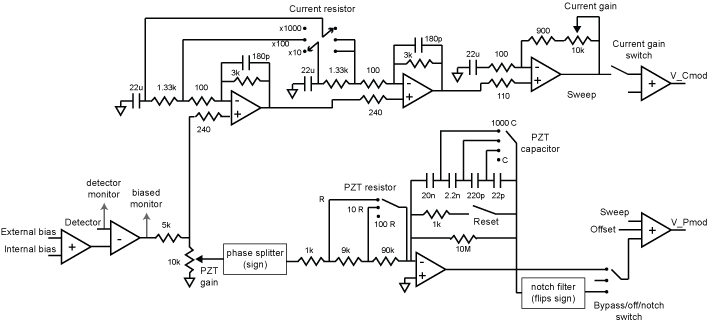 Current resistor
Current gain
x1000
x100
x10
180p
3k
180p
3k
900
10k
22u
1.33k
100
22u
1.33k
100
22u
100
Current gain
switch
V_Cmod
-
+
-
+
-
+
+
240
240
110
Sweep
1000 C
PZT
capacitor
C
20n
2.2n
220p
22p
detector
monitor
biased
monitor
PZT resistor
R
10 R
100 R
1k
Reset
10M
Detector
External bias
Internal bias
+
-
5k
10k
PZT
gain
phase splitter
(sign)
1k
9k
90k
-
+
Sweep
Offset
+
V_Pmod
notch filter
(flips sign)
Bypass/off/notch
switch